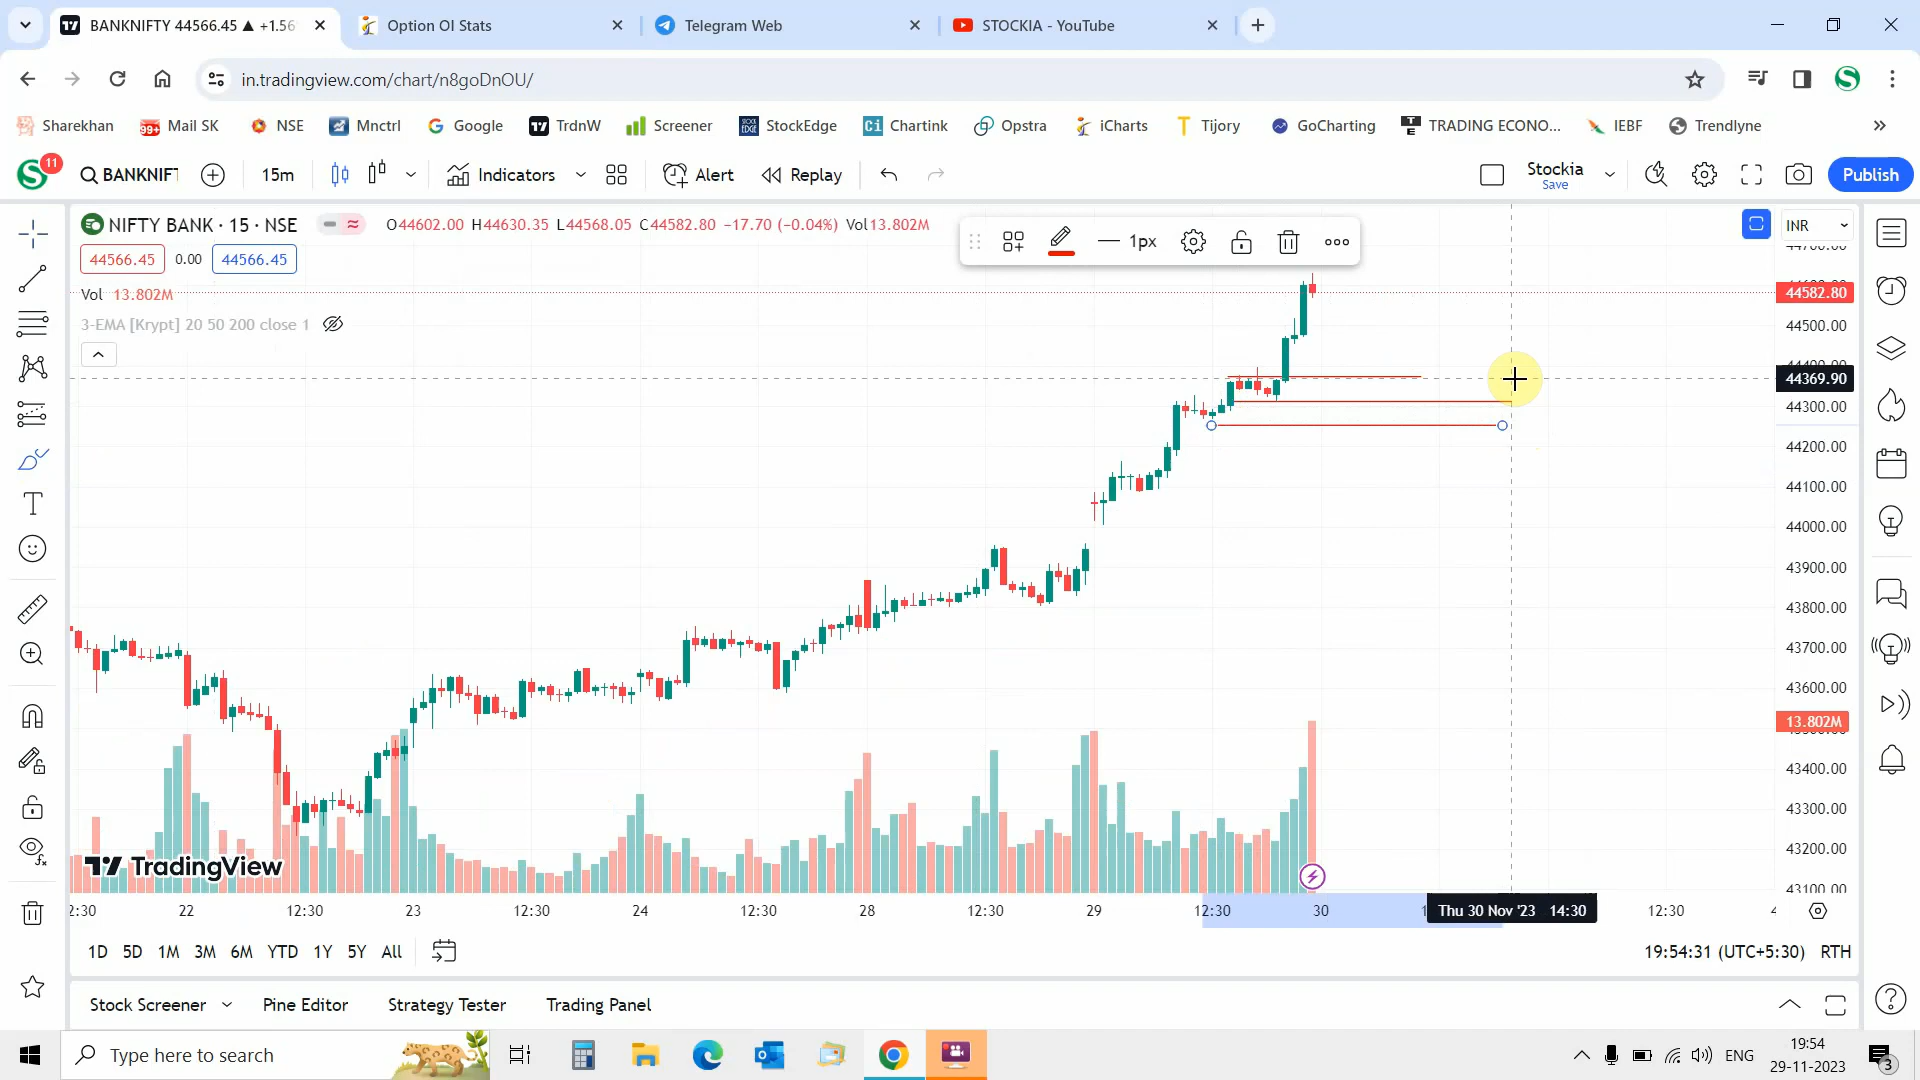 BANKNIFTY 44566.45 ▲ +1.56
Option OI Stats
Telegram Web
STOCKIA - YouTube
in.tradingview.com/chart/n8goDnOU/
Sharekhan
99+ Mail SK
NSE
Mnctrl
Google
TrdnW
Screener
StockEdge
Chartink
Opstra
iCharts
Tijory
GoCharting
TRADING ECONO...
IEBF
Trendlyne
11
BANKNIFT
15m
Indicators
Alert
Replay
Stockia
Save
Publish
NIFTY BANK · 15 · NSE
O44602.00 H44630.35 L44568.05 C44582.80 −17.70 (−0.04%) Vol13.802M
1px
INR
44566.45 0.00 44566.45
Vol 13.802M
3-EMA [Krypt] 20 50 200 close 1
44582.80
44500.00
44369.90
44300.00
44200.00
44100.00
44000.00
43900.00
43800.00
43700.00
43600.00
13.802M
43400.00
43300.00
43200.00
43100.00
TradingView
2:30 22 12:30 23 12:30 24 12:30 28 12:30 29 12:30 30
Thu 30 Nov '23 14:30
12:30
1D 5D 1M 3M 6M YTD 1Y 5Y All
19:54:31 (UTC+5:30) RTH
Stock Screener
Pine Editor
Strategy Tester
Trading Panel
Type here to search
ENG
19:54
29-11-2023
3